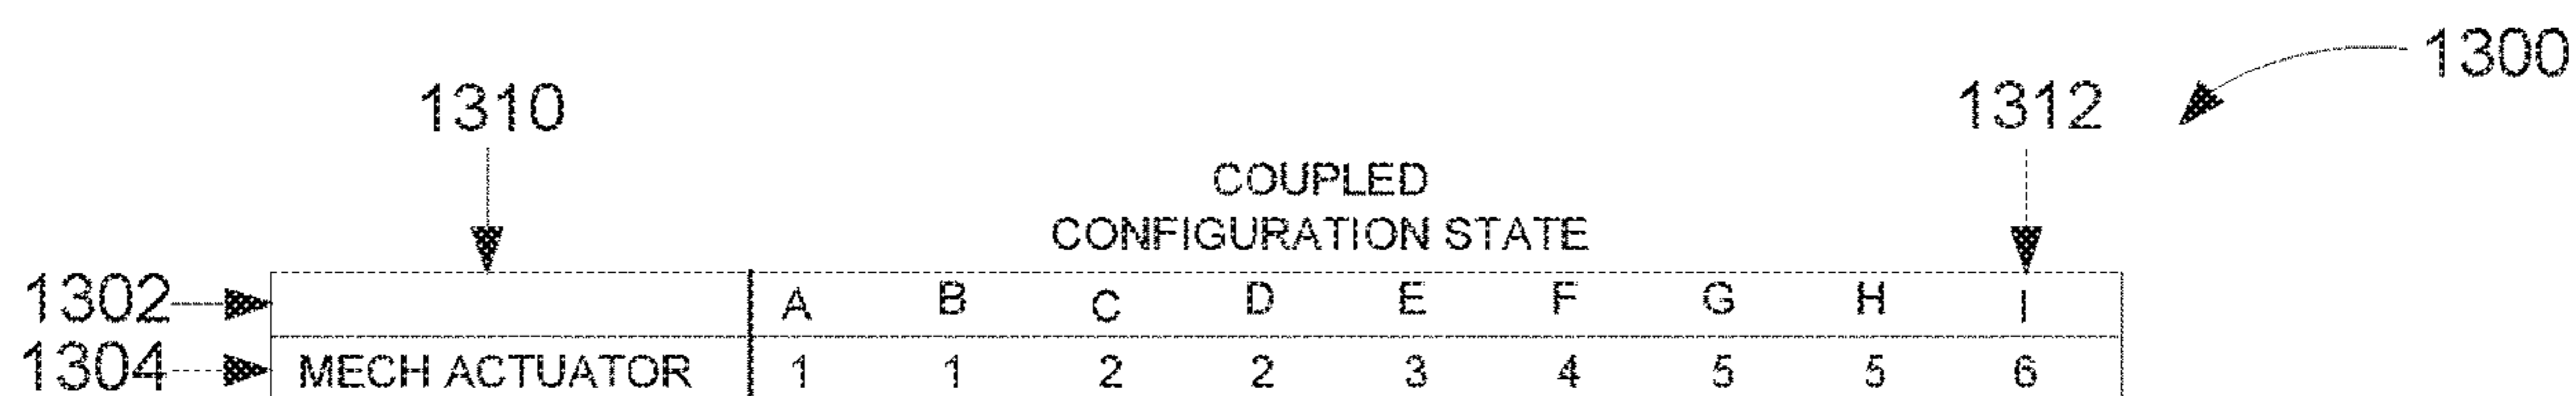 1300
1310 1312
COUPLED
CONFIGURATION STATE
1302 A B C D E F G H I
1304 MECH ACTUATOR 1 1 2 2 3 4 5 5 6